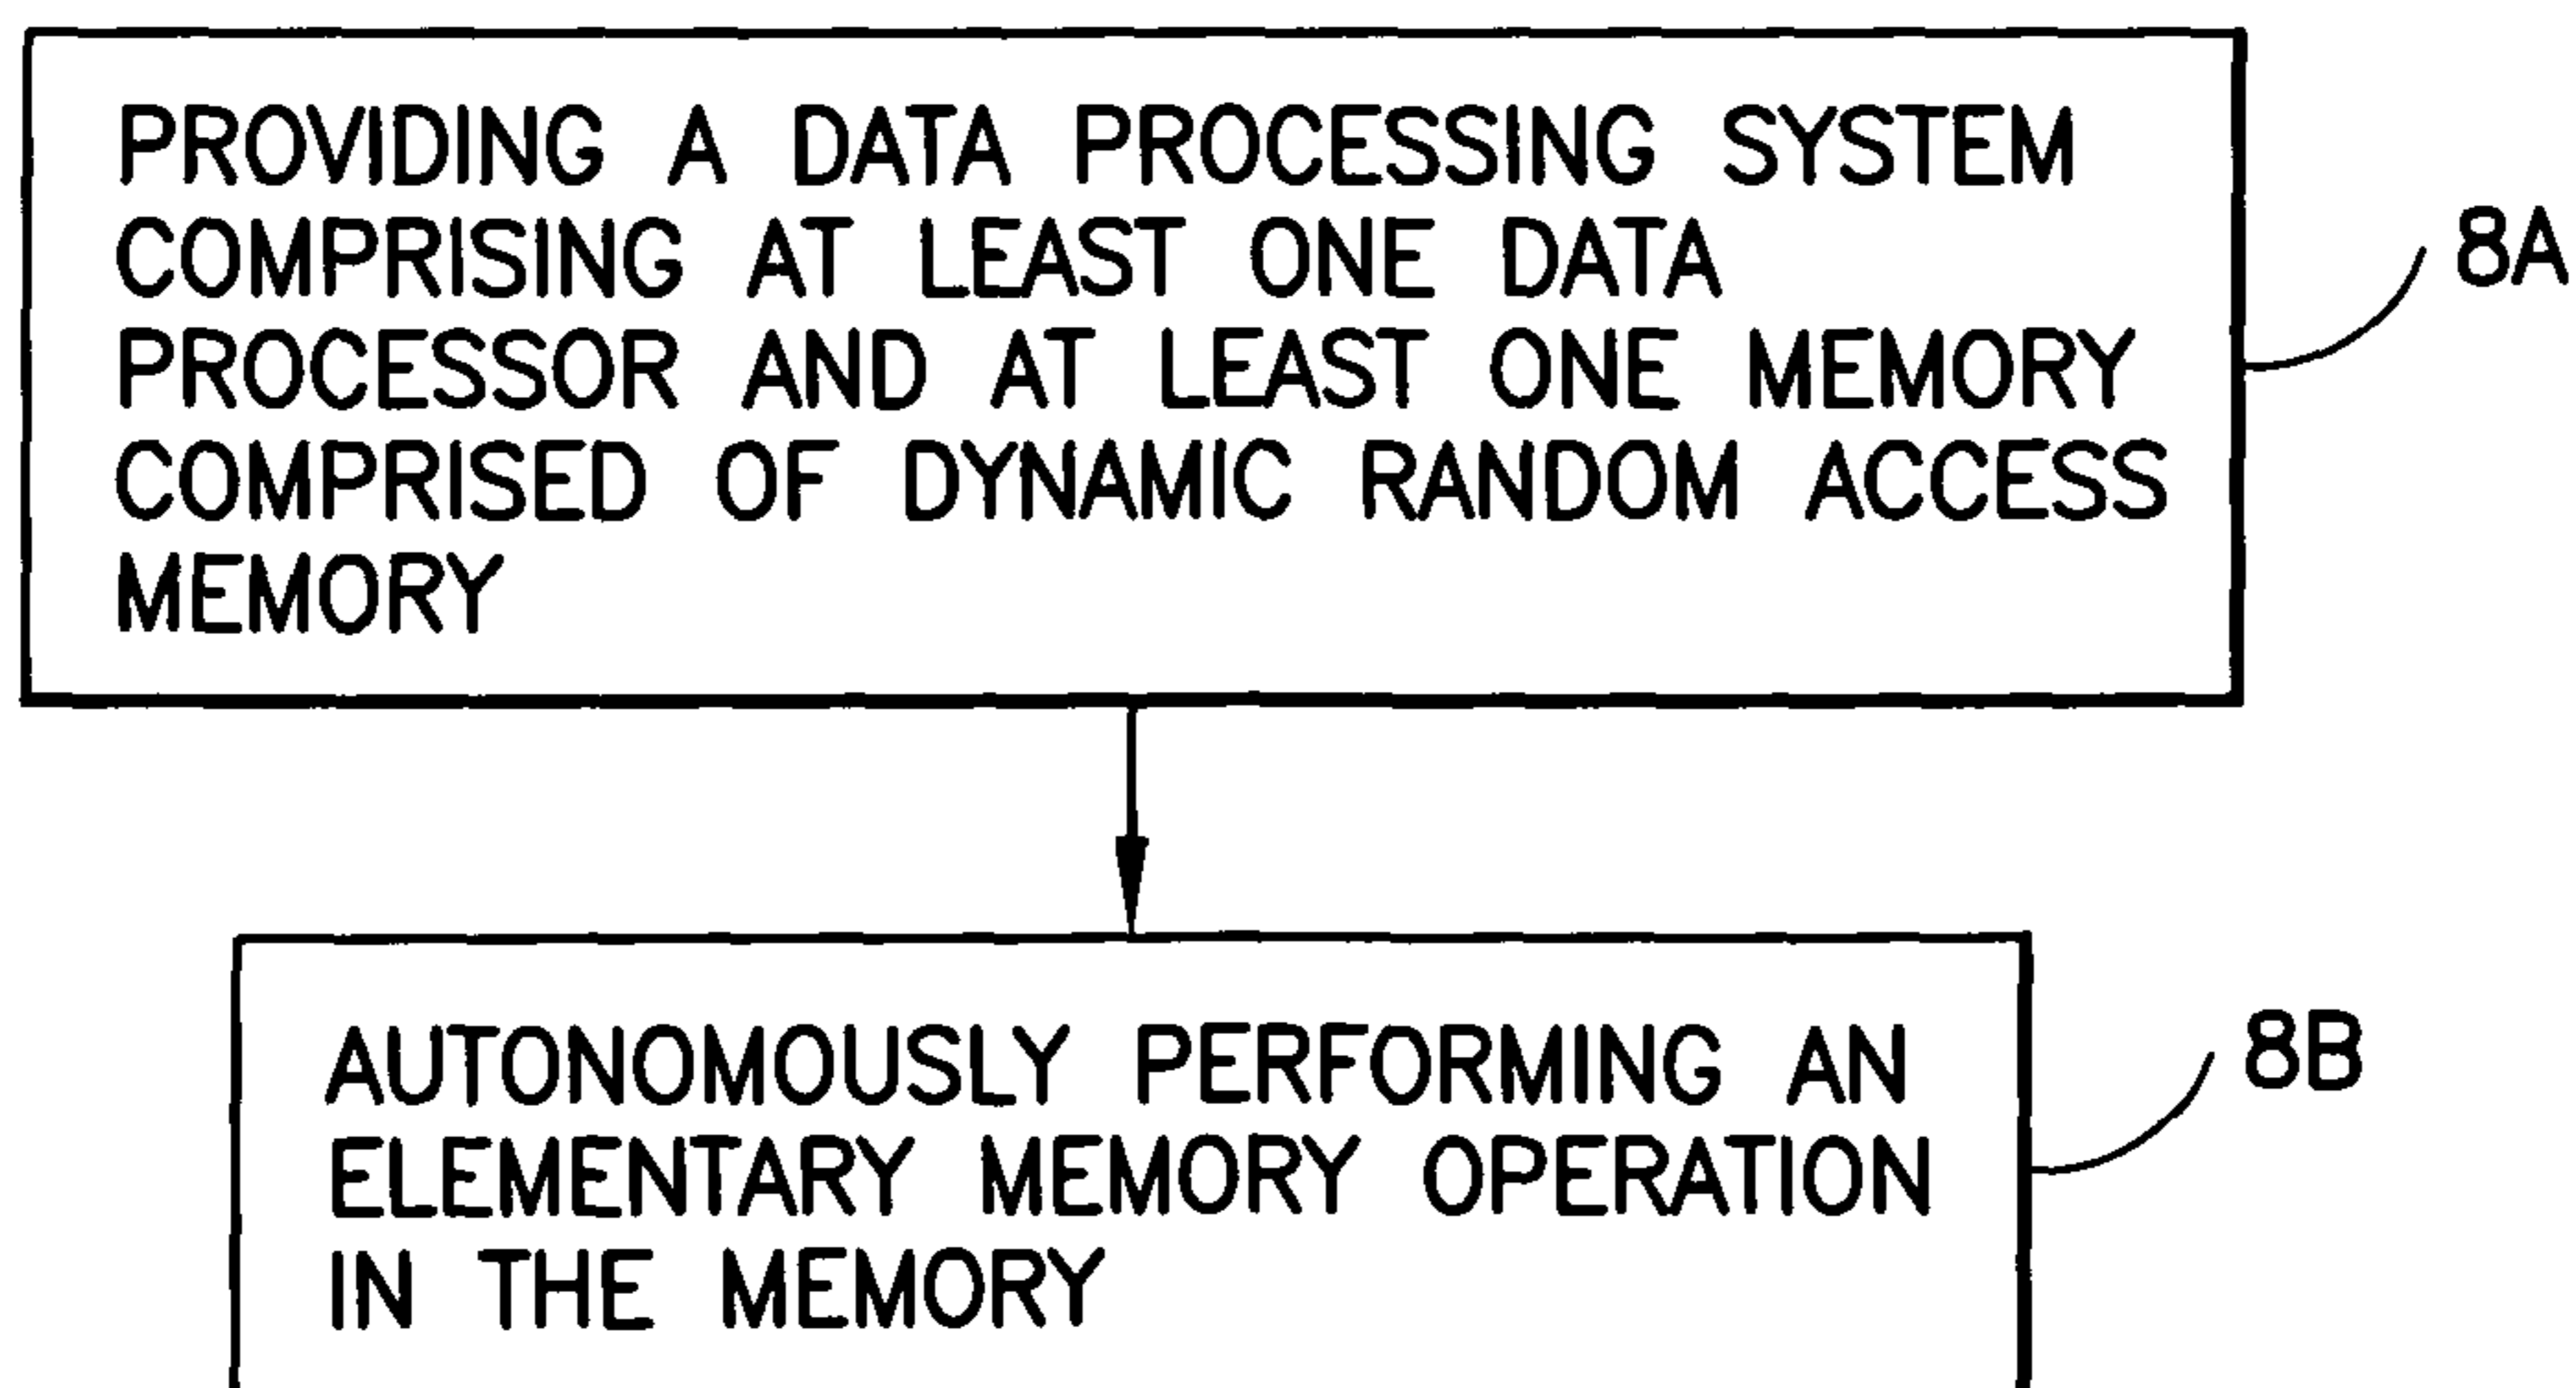 PROVIDING A DATA PROCESSING SYSTEM
COMPRISING AT LEAST ONE DATA
PROCESSOR AND AT LEAST ONE MEMORY
COMPRISED OF DYNAMIC RANDOM ACCESS
MEMORY
8A
AUTONOMOUSLY PERFORMING AN
ELEMENTARY MEMORY OPERATION
IN THE MEMORY
8B